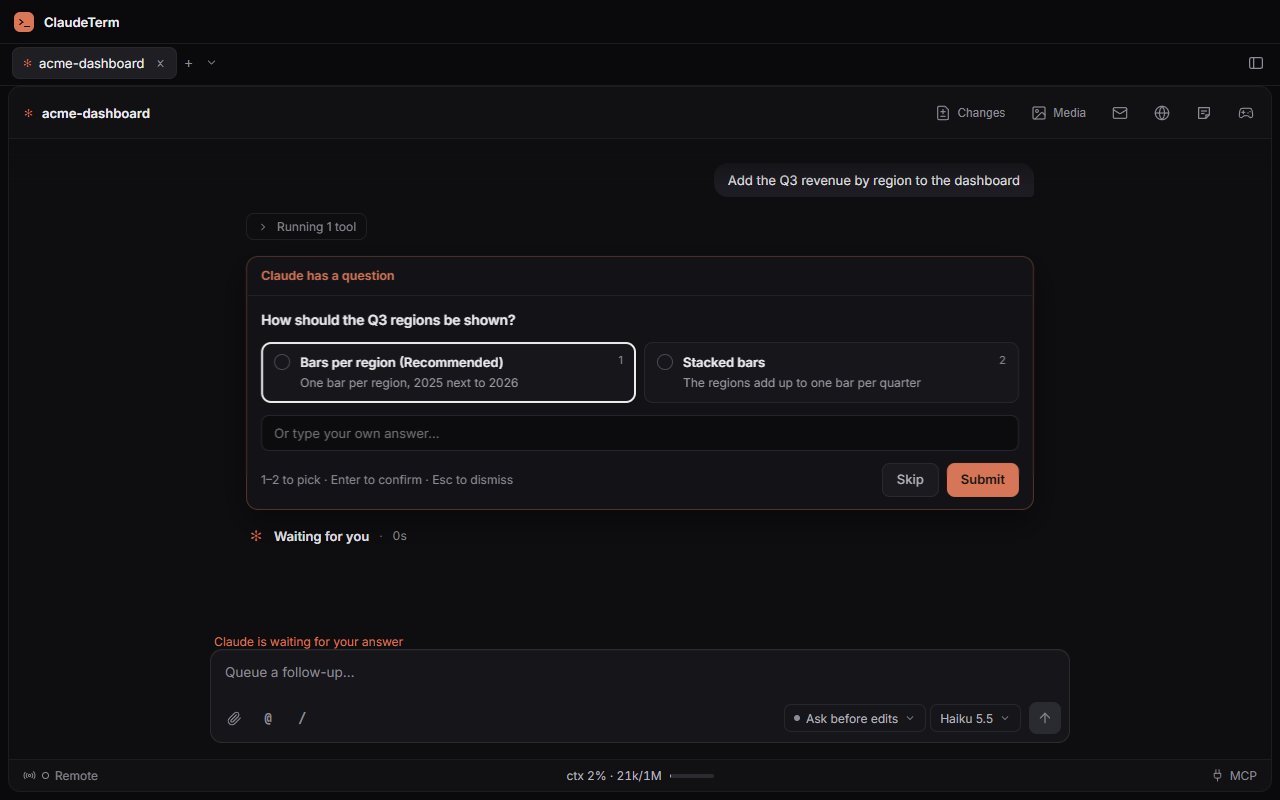 ClaudeTerm
acme-dashboard x +
acme-dashboard
Changes
Media
Add the Q3 revenue by region to the dashboard
Running 1 tool
Claude has a question
How should the Q3 regions be shown?
Bars per region (Recommended) 1
One bar per region, 2025 next to 2026
Stacked bars 2
The regions add up to one bar per quarter
Or type your own answer...
1–2 to pick · Enter to confirm · Esc to dismiss
Skip
Submit
Waiting for you · 0s
Claude is waiting for your answer
Queue a follow-up...
@ /
Ask before edits
Haiku 5.5
Remote
ctx 2% · 21k/1M
MCP